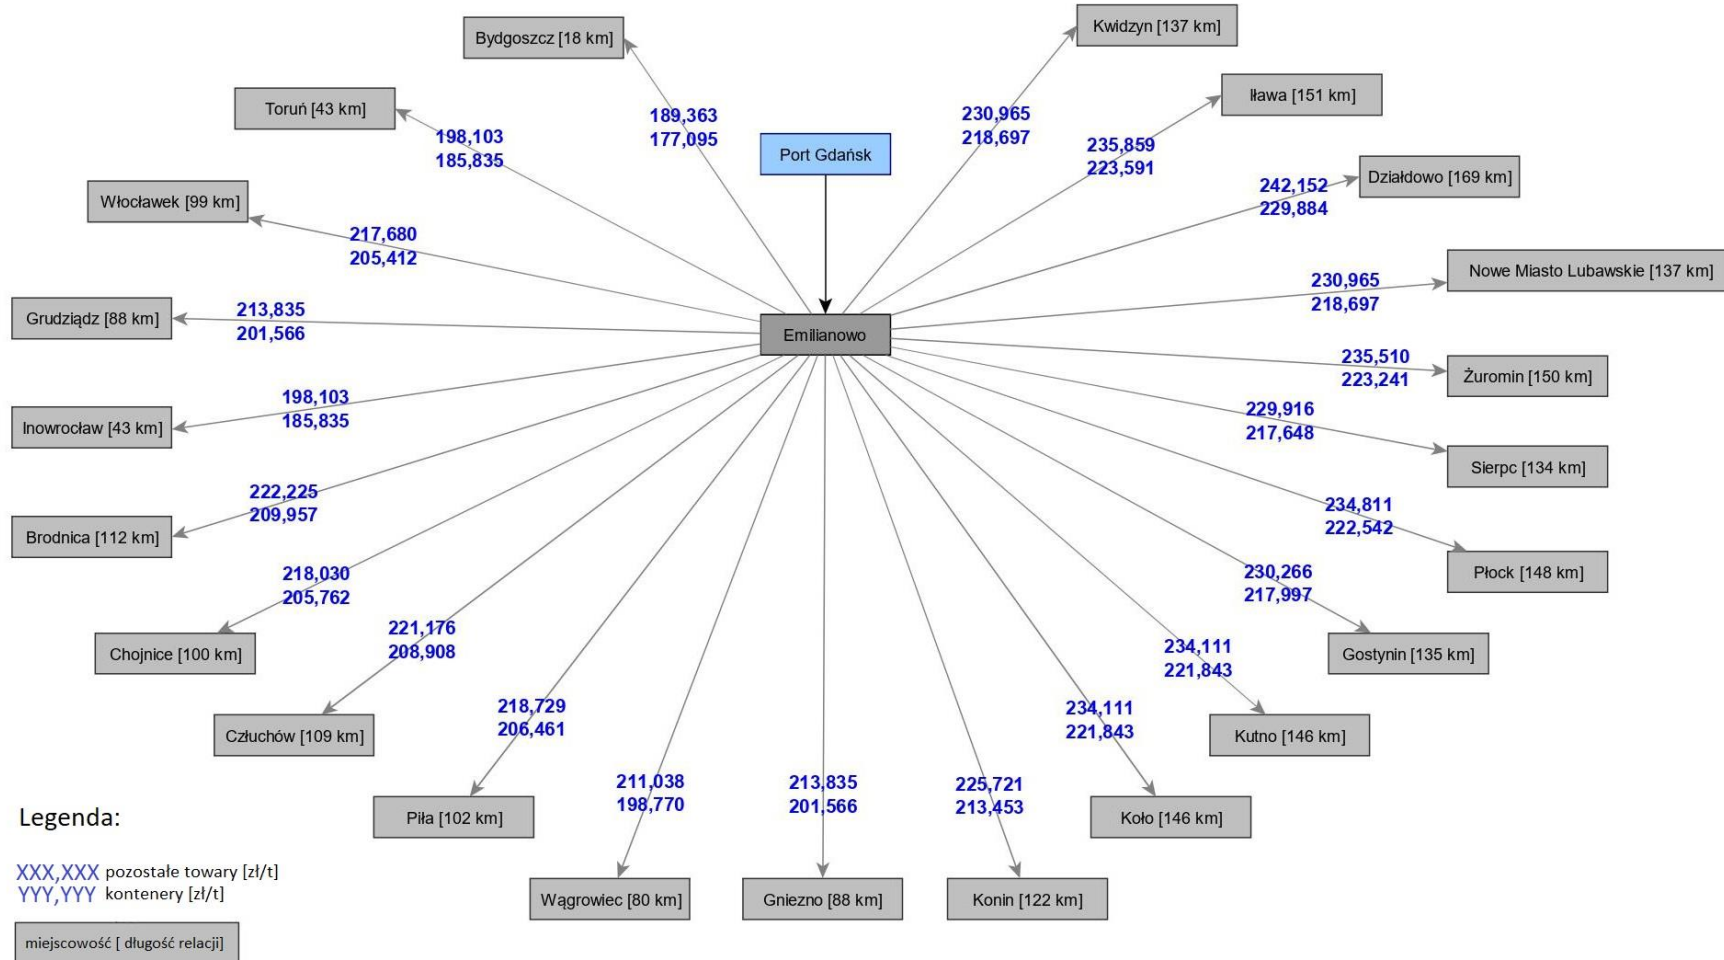 Bydgoszcz [18 km]
Kwidzyn [137 km]
Toruń [43 km]
Iława [151 km]
189,363
177,095
230,965
218,697
198,103
185,835
Port Gdańsk
235,859
223,591
Działdowo [169 km]
242,152
229,884
Włocławek [99 km]
217,680
205,412
Nowe Miasto Lubawskie [137 km]
230,965
218,697
Grudziądz [88 km]
213,835
201,566
Emilianowo
235,510
223,241
Żuromin [150 km]
Inowrocław [43 km]
198,103
185,835
229,916
217,648
Sierpc [134 km]
Brodnica [112 km]
222,225
209,957
234,811
222,542
Płock [148 km]
218,030
205,762
230,266
217,997
Chojnice [100 km]
221,176
208,908
234,111
221,843
Gostynin [135 km]
Człuchów [109 km]
218,729
206,461
234,111
221,843
Kutno [146 km]
Piła [102 km]
211,038
198,770
213,835
201,566
225,721
213,453
Koło [146 km]
Wągrowiec [80 km]
Gniezno [88 km]
Konin [122 km]
Legenda:
XXX,XXX pozostałe towary [zł/t]
YYY,YYY kontenery [zł/t]
miejscowość [ długość relacji]